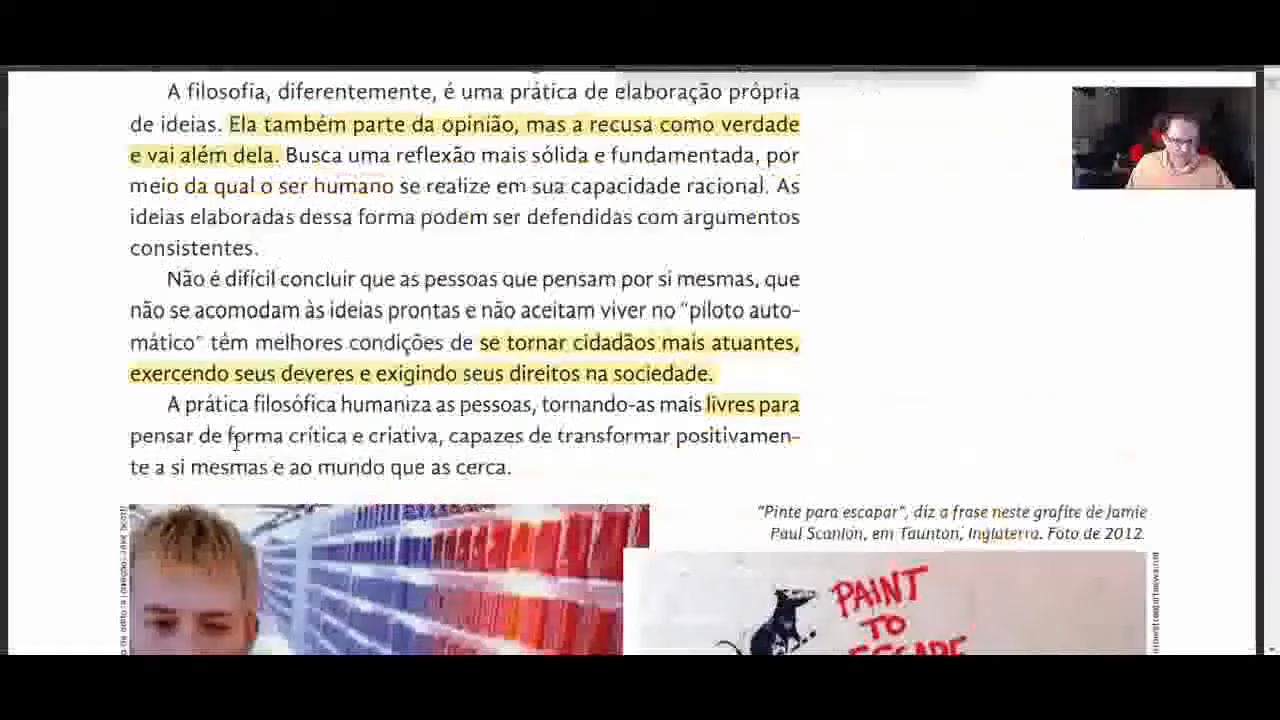 A filosofia, diferentemente, é uma prática de elaboração própria
de ideias. Ela também parte da opinião, mas a recusa como verdade
e vai além dela. Busca uma reflexão mais sólida e fundamentada, por
meio da qual o ser humano se realize em sua capacidade racional. As
ideias elaboradas dessa forma podem ser defendidas com argumentos
consistentes.
Não é difícil concluir que as pessoas que pensam por si mesmas, que
não se acomodam às ideias prontas e não aceitam viver no "piloto auto-
mático" têm melhores condições de se tornar cidadãos mais atuantes,
exercendo seus deveres e exigindo seus direitos na sociedade.
A prática filosófica humaniza as pessoas, tornando-as mais livres para
pensar de forma crítica e criativa, capazes de transformar positivamen-
te a si mesmas e ao mundo que as cerca.
"Pinte para escapar", diz a frase neste grafite de Jamie
Paul Scanlon, em Taunton, Inglaterra. Foto de 2012.
PAINT
TO
ESCAPE